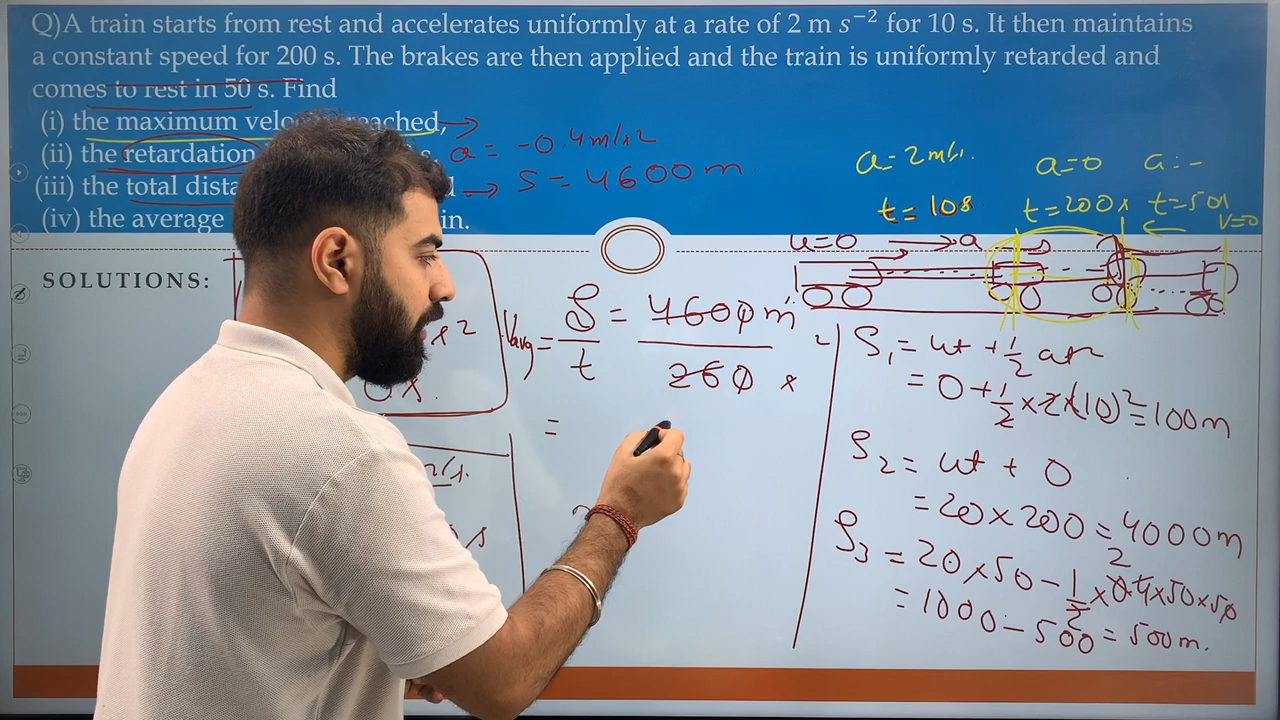 Q)A train starts from rest and accelerates uniformly at a rate of 2 m s⁻² for 10 s. It then maintains
a constant speed for 200 s. The brakes are then applied and the train is uniformly retarded and
comes to rest in 50 s. Find
(i) the maximum velo reached, →
(ii) the retardation s. a = -0.4m/s2
(iii) the total dista d → S = 4600 m
(iv) the average in.
a = 2m/s. a = 0 a = -
t = 10s. t = 200s t = 50s
u = 0 → a v = 0
SOLUTIONS:
Vavg = S/t = 4600 m / 260 s
=
S₁ = ut + 1/2 at²
= 0 + 1/2 × 2 × (10)² = 100m
S₂ = ut + 0
= 20 × 200 = 4000m
S₃ = 20 × 50 - 1/2 × 0.4 × 50 × 50
= 1000 - 500 = 500m.